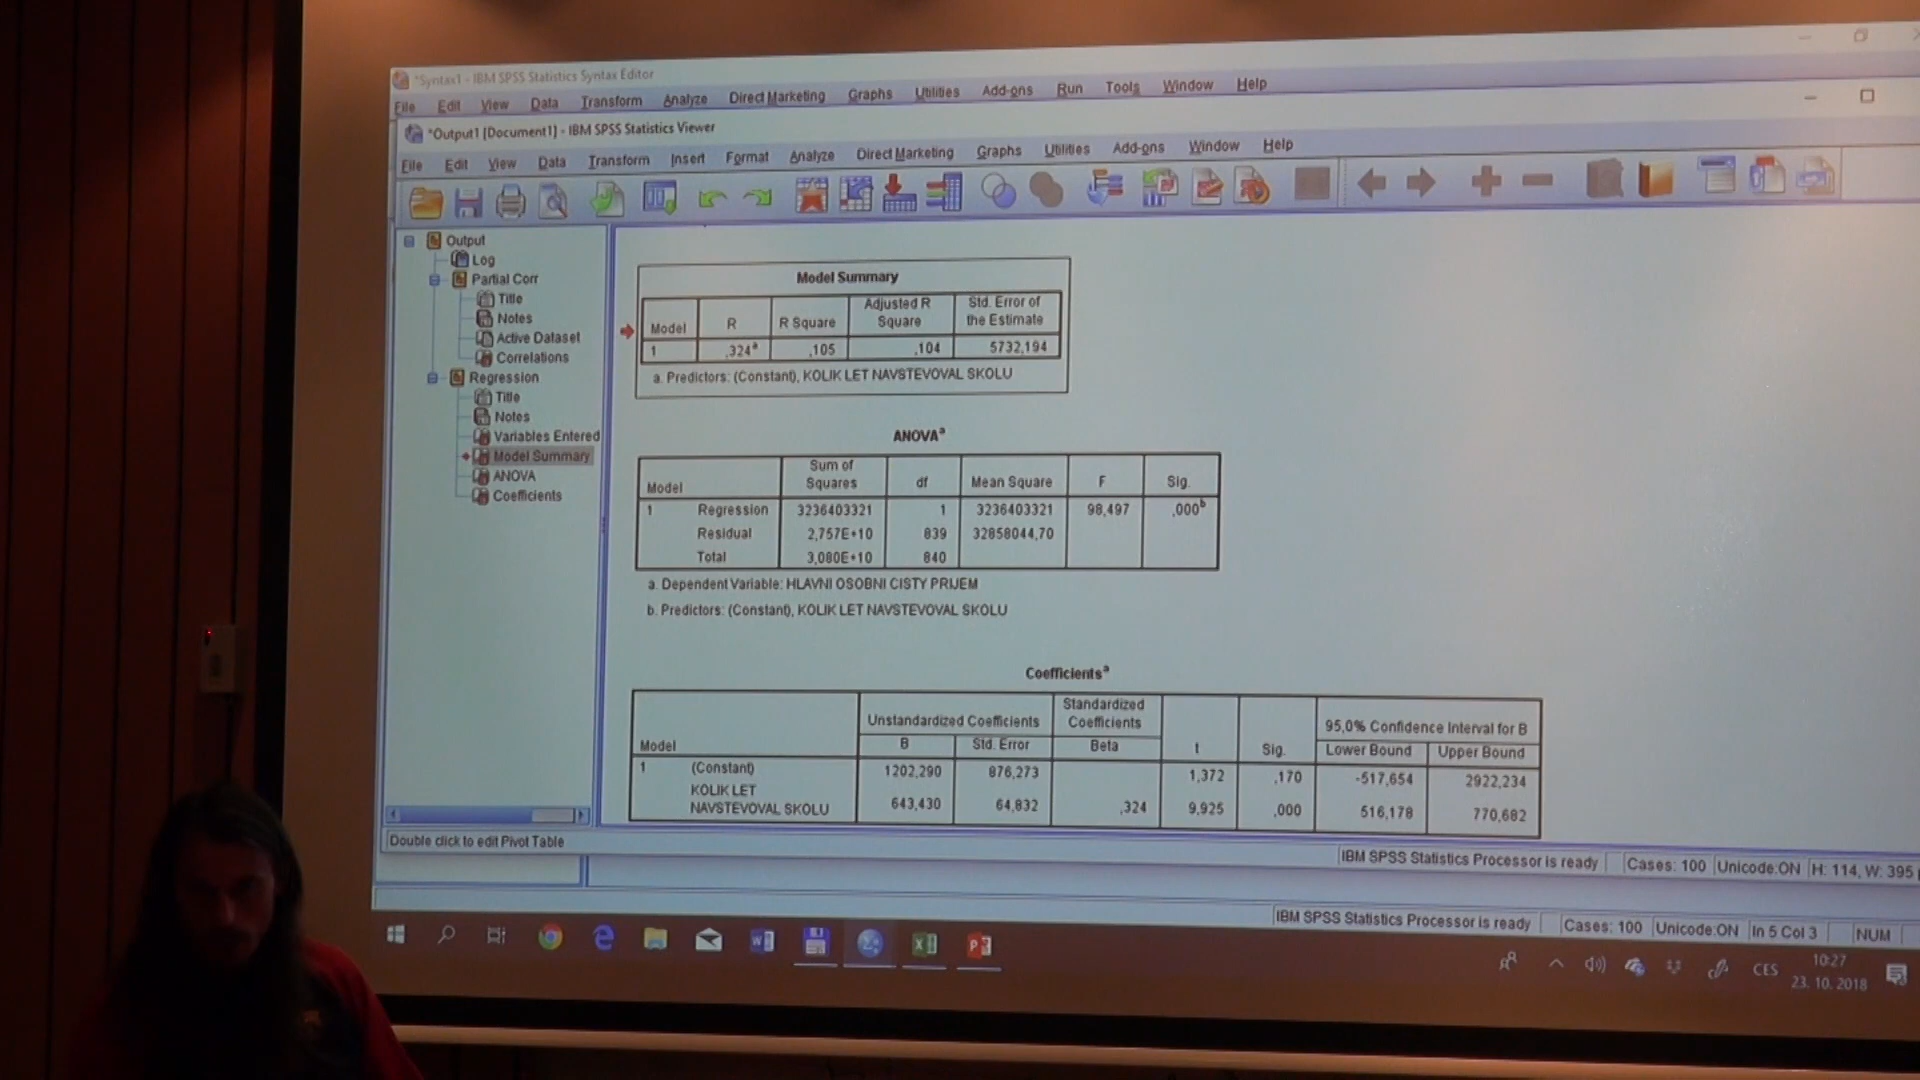 *Syntax1 - IBM SPSS Statistics Syntax Editor
File Edit View Data Transform Analyze Direct Marketing Graphs Utilities Add-ons Run Tools Window Help
*Output1 [Document1] - IBM SPSS Statistics Viewer
File Edit View Data Transform Insert Format Analyze Direct Marketing Graphs Utilities Add-ons Window Help
Output
Log
Partial Corr
Title
Notes
Active Dataset
Correlations
Regression
Title
Notes
Variables Entered
Model Summary
ANOVA
Coefficients
Model Summary
Model R R Square Adjusted R Square Std. Error of the Estimate
1 ,324a ,105 ,104 5732,194
a. Predictors: (Constant), KOLIK LET NAVSTEVOVAL SKOLU
ANOVAa
Model Sum of Squares df Mean Square F Sig.
1 Regression 3236403321 1 3236403321 98,497 ,000b
Residual 2,757E+10 839 32858044,70
Total 3,080E+10 840
a. Dependent Variable: HLAVNI OSOBNI CISTY PRIJEM
b. Predictors: (Constant), KOLIK LET NAVSTEVOVAL SKOLU
Coefficientsa
Model Unstandardized Coefficients Standardized Coefficients t Sig. 95,0% Confidence Interval for B
B Std. Error Beta Lower Bound Upper Bound
1 (Constant) 1202,290 876,273 1,372 ,170 -517,654 2922,234
KOLIK LET NAVSTEVOVAL SKOLU 643,430 64,832 ,324 9,925 ,000 516,178 770,682
Double click to edit Pivot Table
IBM SPSS Statistics Processor is ready Cases: 100 Unicode:ON H: 114, W: 395
IBM SPSS Statistics Processor is ready Cases: 100 Unicode:ON In 5 Col 3 NUM
CES 10:27
23. 10. 2018